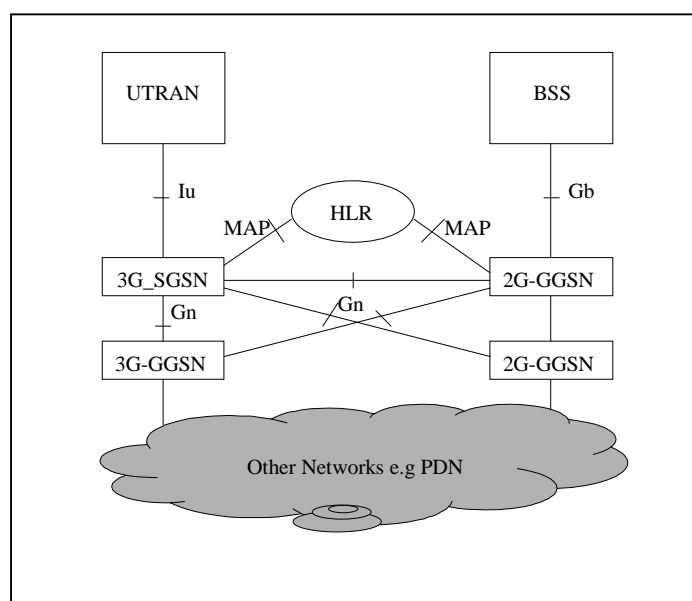 UTRAN
BSS
Iu
Gb
HLR
MAP
MAP
3G_SGSN
2G-GGSN
Gn
Gn
3G-GGSN
2G-GGSN
Other Networks e.g PDN